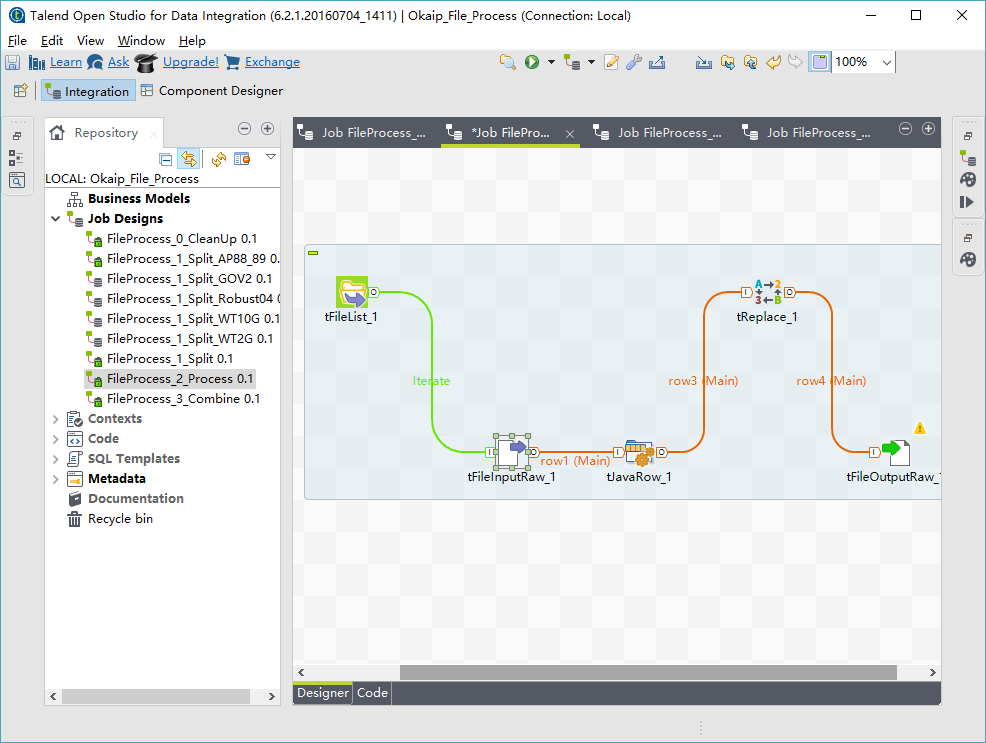 Talend Open Studio for Data Integration (6.2.1.20160704_1411) | Okaip_File_Process (Connection: Local)
File Edit View Window Help
Learn Ask Upgrade! Exchange 100%
Integration Component Designer
Repository
LOCAL: Okaip_File_Process
Business Models
Job Designs
FileProcess_0_CleanUp 0.1
FileProcess_1_Split_AP88_89 0.
FileProcess_1_Split_GOV2 0.1
FileProcess_1_Split_Robust04 0
FileProcess_1_Split_WT10G 0.1
FileProcess_1_Split_WT2G 0.1
FileProcess_1_Split 0.1
FileProcess_2_Process 0.1
FileProcess_3_Combine 0.1
Contexts
Code
SQL Templates
Metadata
Documentation
Recycle bin
Job FileProcess_... *Job FilePro... Job FileProcess_... Job FileProcess_...
tFileList_1
tReplace_1
Iterate
row3 (Main)
row4 (Main)
row1 (Main)
tFileInputRaw_1
tJavaRow_1
tFileOutputRaw_1
Designer Code